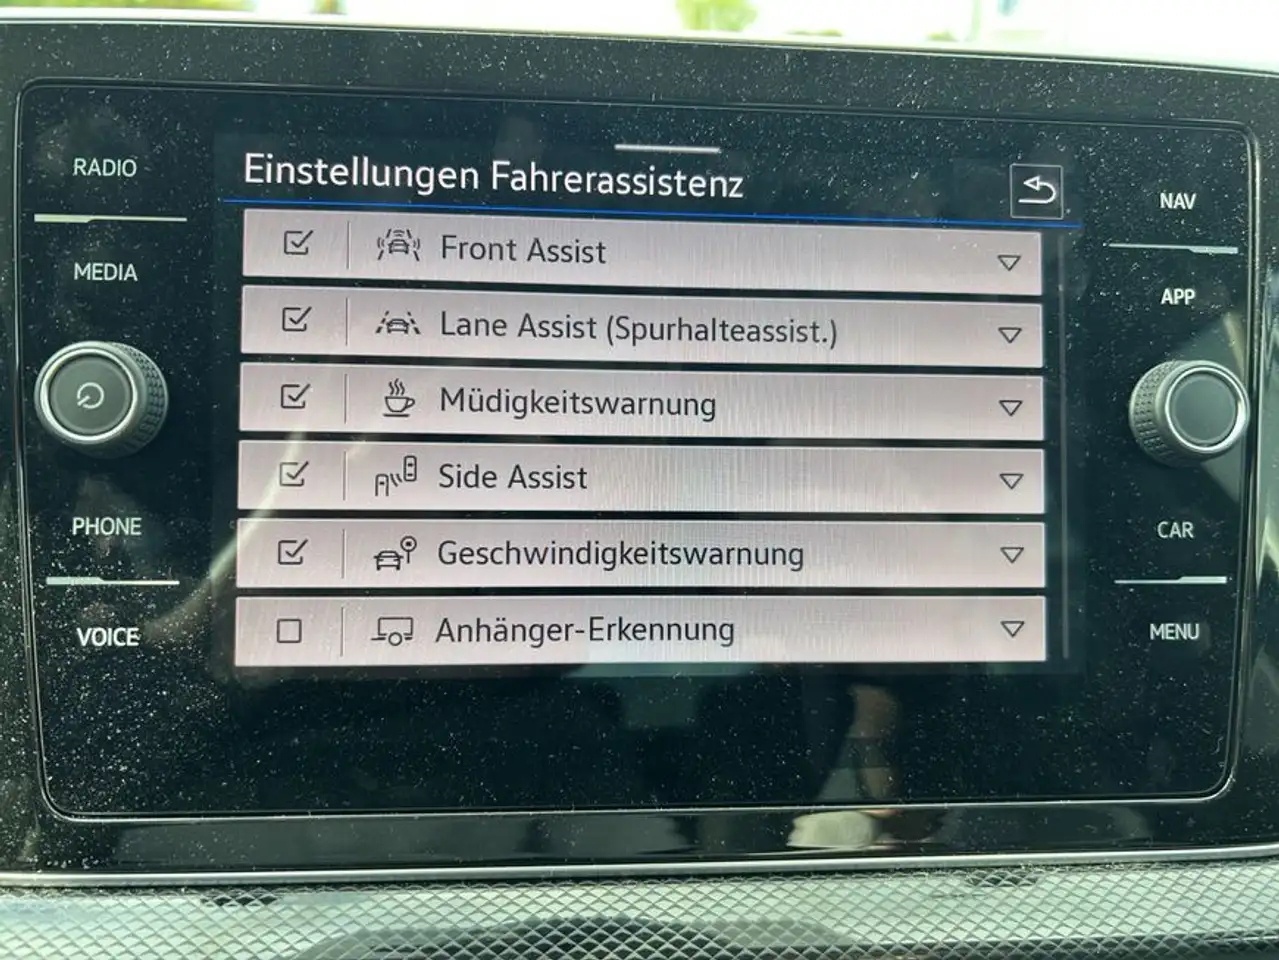 RADIO
MEDIA
PHONE
VOICE
Einstellungen Fahrerassistenz
Front Assist
Lane Assist (Spurhalteassist.)
Müdigkeitswarnung
Side Assist
Geschwindigkeitswarnung
Anhänger-Erkennung
NAV
APP
CAR
MENU